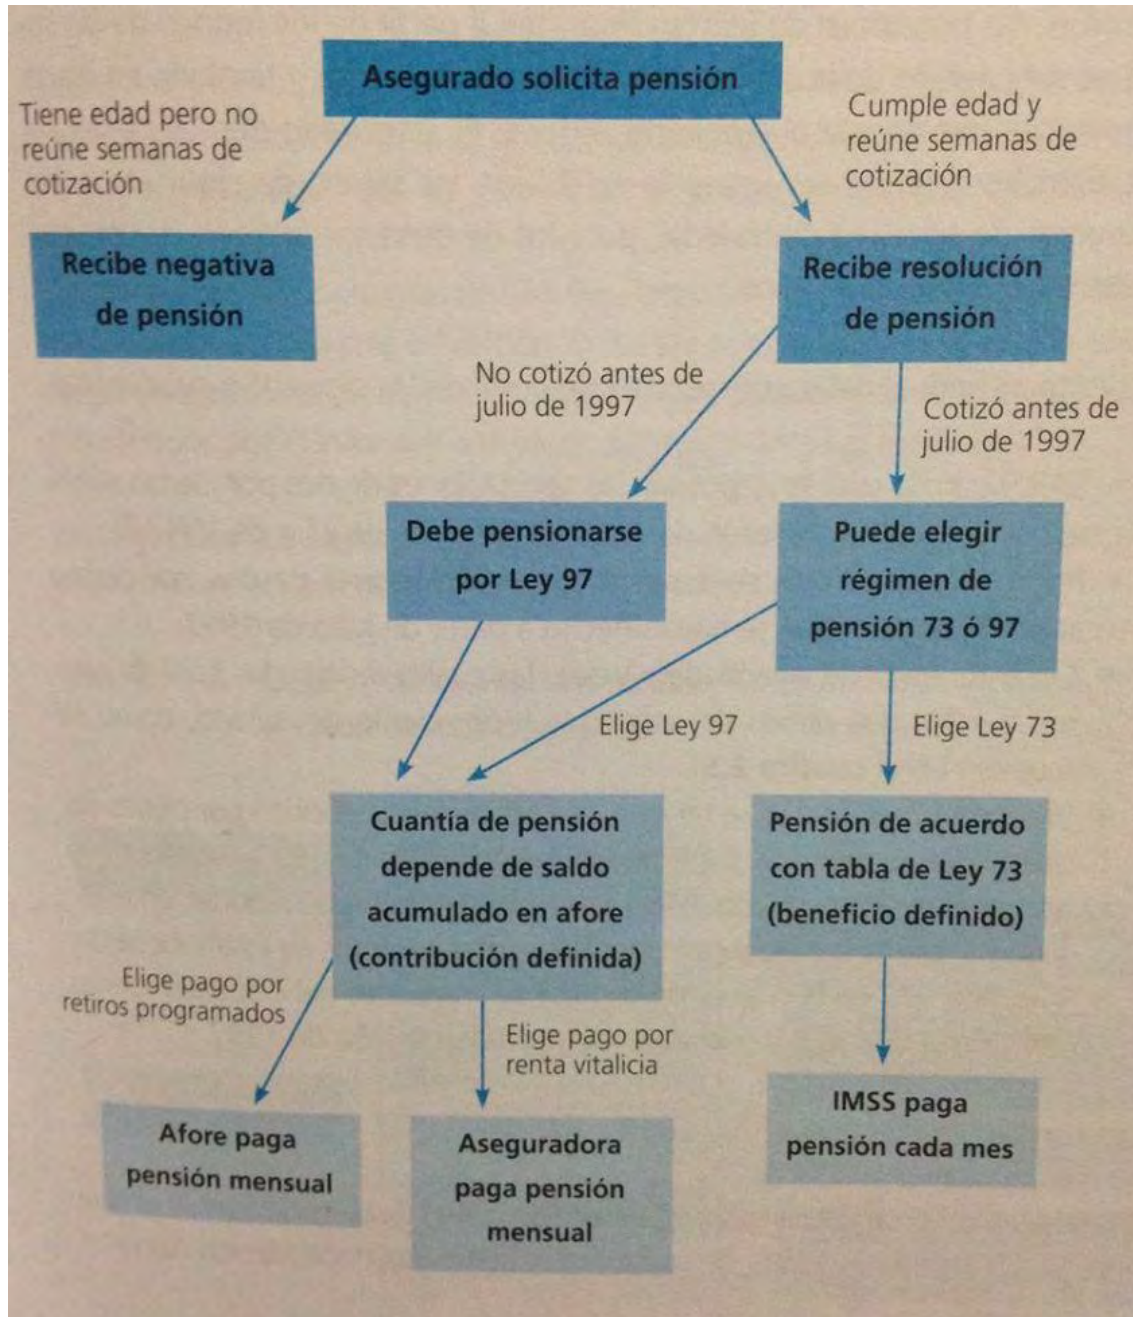 Asegurado solicita pensión
Tiene edad pero no
reúne semanas de
cotización
Cumple edad y
reúne semanas de
cotización
Recibe negativa
de pensión
Recibe resolución
de pensión
No cotizó antes de
julio de 1997
Cotizó antes de
julio de 1997
Debe pensionarse
por Ley 97
Puede elegir
régimen de
pensión 73 ó 97
Elige Ley 97
Elige Ley 73
Cuantía de pensión
depende de saldo
acumulado en afore
(contribución definida)
Pensión de acuerdo
con tabla de Ley 73
(beneficio definido)
Elige pago por
retiros programados
Elige pago por
renta vitalicia
Afore paga
pensión mensual
Aseguradora
paga pensión
mensual
IMSS paga
pensión cada mes